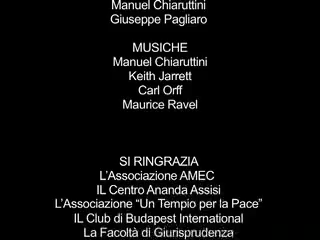 Manuel Chiaruttini
Giuseppe Pagliaro
MUSICHE
Manuel Chiaruttini
Keith Jarrett
Carl Orff
Maurice Ravel
SI RINGRAZIA
L'Associazione AMEC
IL Centro Ananda Assisi
L'Associazione “Un Tempio per la Pace”
IL Club di Budapest International
La Facoltà di Giurisprudenza